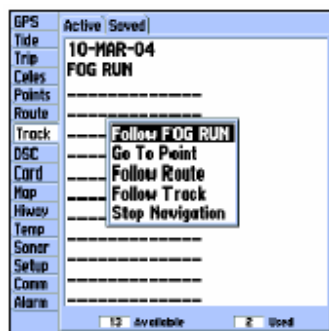 GPS
Tide
Trip
Celes
Points
Route
Track
DSC
Card
Map
Hiway
Temp
Sonar
Setup
Comm
Alarm
Active Saved
10-MAR-04
FOG RUN
Follow FOG RUN
Go To Point
Follow Route
Follow Track
Stop Navigation
13 Available 2 Used